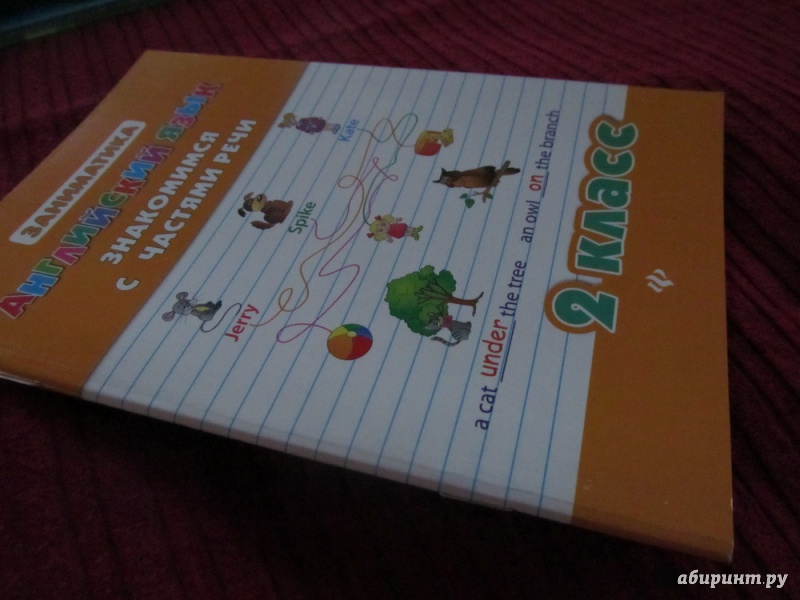 ЗАНИМАТИКА
АНГЛИЙСКИЙ ЯЗЫК
ЗНАКОМИМСЯ
С ЧАСТЯМИ РЕЧИ
Jerry
Spike
Kate
a cat under the tree
an owl on the branch
2 класс
абиринт.ру